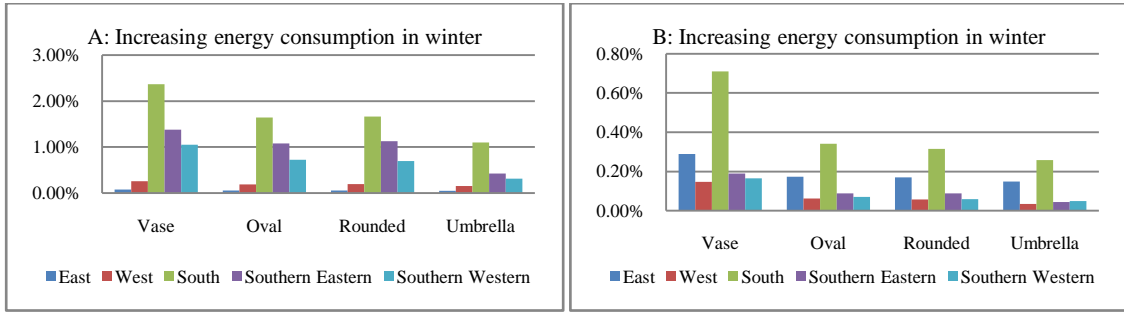 A: Increasing energy consumption in winter
3.00%
2.00%
1.00%
0.00%
Vase Oval Rounded Umbrella
East West South Southern Eastern Southern Western
B: Increasing energy consumption in winter
0.80%
0.60%
0.40%
0.20%
0.00%
Vase Oval Rounded Umbrella
East West South Southern Eastern Southern Western